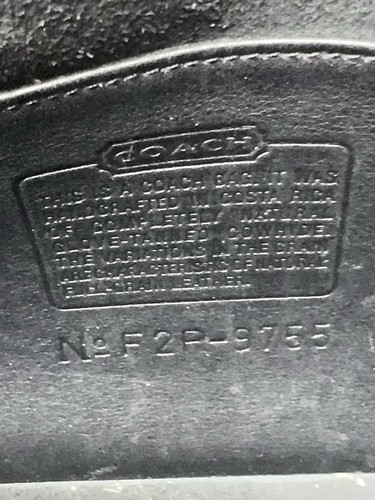 COACH
THIS IS A COACH BAG. IT WAS
HANDCRAFTED IN COSTA RICA
OF COMPLETELY NATURAL
GLOVE-TANNED COWHIDE.
THE VARIATIONS IN THE GRAIN
ARE CHARACTERISTIC OF NATURAL
FULL GRAIN LEATHER.
No F2P-9755